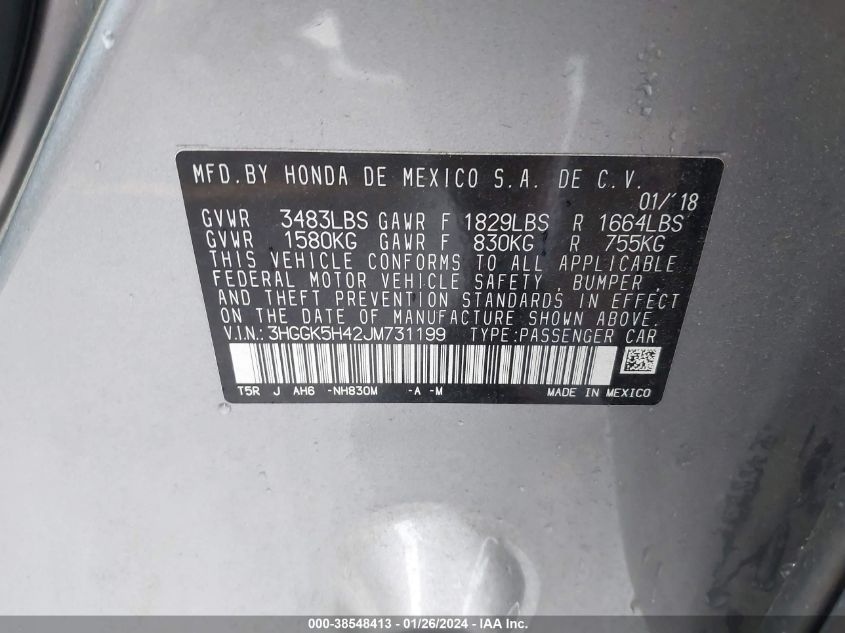 MFD. BY HONDA DE MEXICO S.A. DE C.V.
01/'18
GVWR 3483LBS GAWR F 1829LBS R 1664LBS
GVWR 1580KG GAWR F 830KG R 755KG
THIS VEHICLE CONFORMS TO ALL APPLICABLE
FEDERAL MOTOR VEHICLE SAFETY, BUMPER,
AND THEFT PREVENTION STANDARDS IN EFFECT
ON THE DATE OF MANUFACTURE SHOWN ABOVE.
V.I.N.:3HGGK5H42JM731199 TYPE:PASSENGER CAR
T5R J AH6 -NH830M -A -M MADE IN MEXICO
000-38548413 - 01/26/2024 - IAAI.com